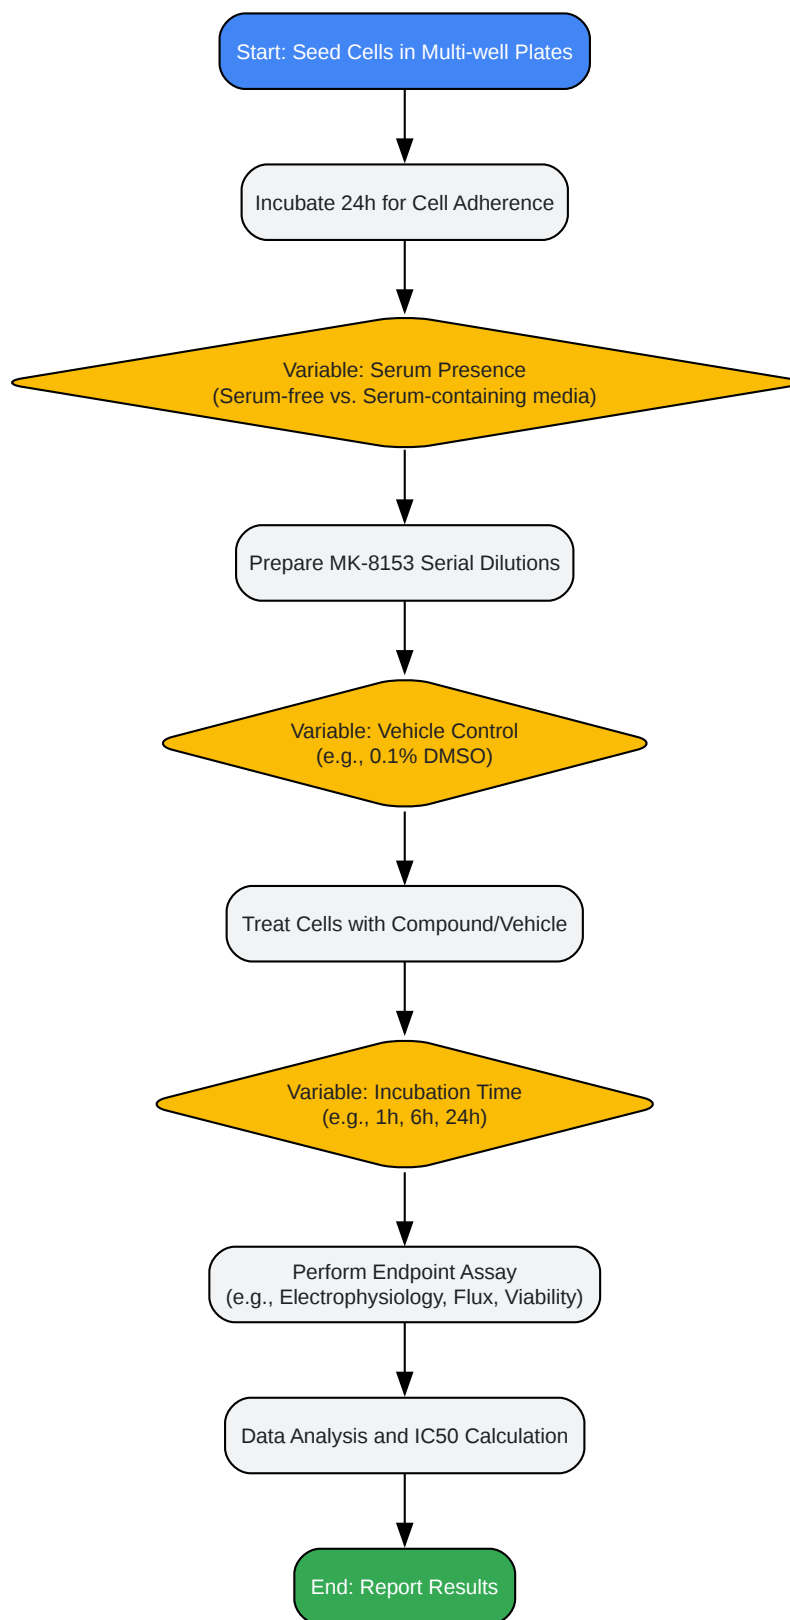 Start: Seed Cells in Multi-well Plates
Incubate 24h for Cell Adherence
Variable: Serum Presence
(Serum-free vs. Serum-containing media)
Prepare MK-8153 Serial Dilutions
Variable: Vehicle Control
(e.g., 0.1% DMSO)
Treat Cells with Compound/Vehicle
Variable: Incubation Time
(e.g., 1h, 6h, 24h)
Perform Endpoint Assay
(e.g., Electrophysiology, Flux, Viability)
Data Analysis and IC50 Calculation
End: Report Results